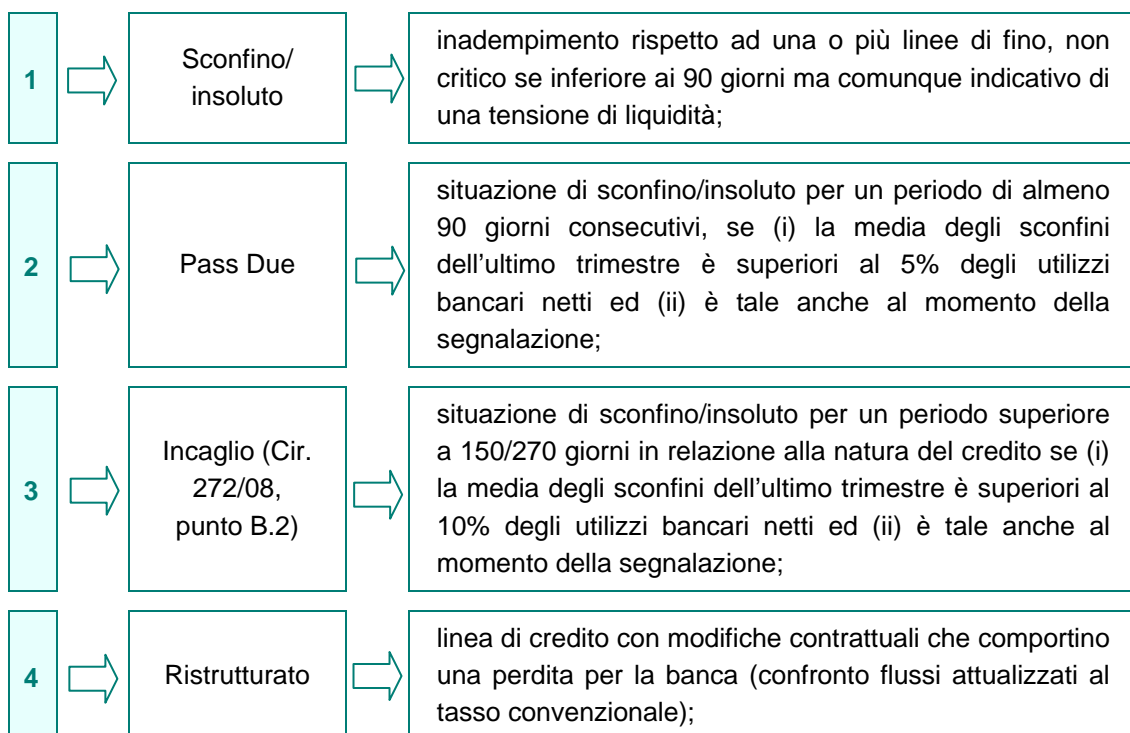 1
Sconfino/
insoluto
inadempimento rispetto ad una o più linee di fino, non
critico se inferiore ai 90 giorni ma comunque indicativo di
una tensione di liquidità;
2
Pass Due
situazione di sconfino/insoluto per un periodo di almeno
90 giorni consecutivi, se (i) la media degli sconfini
dell'ultimo trimestre è superiori al 5% degli utilizzi
bancari netti ed (ii) è tale anche al momento della
segnalazione;
3
Incaglio (Cir.
272/08,
punto B.2)
situazione di sconfino/insoluto per un periodo superiore
a 150/270 giorni in relazione alla natura del credito se (i)
la media degli sconfini dell'ultimo trimestre è superiori al
10% degli utilizzi bancari netti ed (ii) è tale anche al
momento della segnalazione;
4
Ristrutturato
linea di credito con modifiche contrattuali che comportino
una perdita per la banca (confronto flussi attualizzati al
tasso convenzionale);